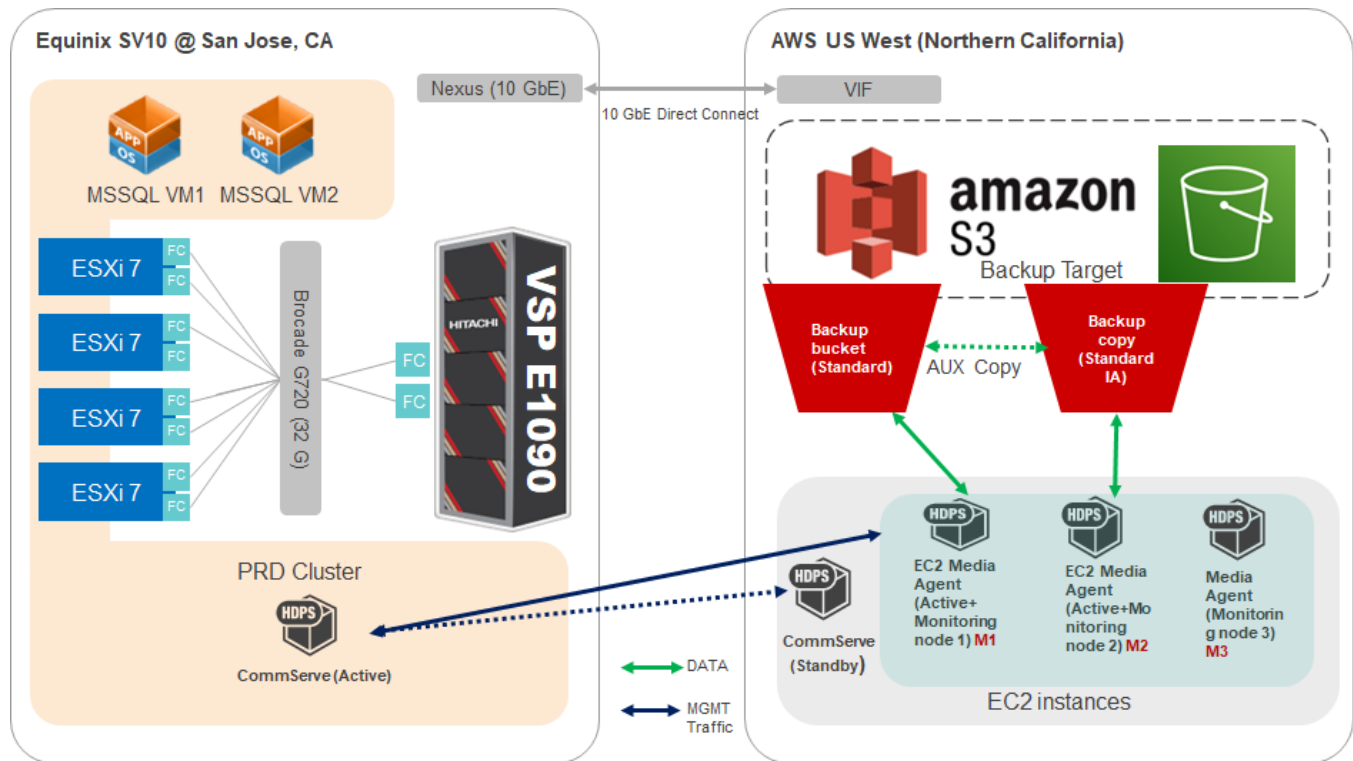 Equinix SV10 @ San Jose, CA
AWS US West (Northern California)
Nexus (10 GbE)
VIF
10 GbE Direct Connect
APP
OS
APP
OS
MSSQL VM1
MSSQL VM2
amazon
S3
Backup Target
ESXi 7
FC
FC
ESXi 7
FC
FC
ESXi 7
FC
FC
ESXi 7
FC
FC
Brocade G720 (32
G)
FC
FC
HITACHI
VSP E1090
Backup
bucket
(Standard)
AUX Copy
Backup
copy
(Standard
IA)
PRD Cluster
HDPS
CommServe (Active)
HDPS
CommServe
(Standby)
HDPS
EC2 Media
Agent
(Active+
Monitoring
node 1) M1
HDPS
EC2 Media
Agent
(Active+Mo
nitoring
node 2) M2
HDPS
Media
Agent
(Monitorin
g node 3)
M3
EC2 instances
DATA
MGMT
Traffic